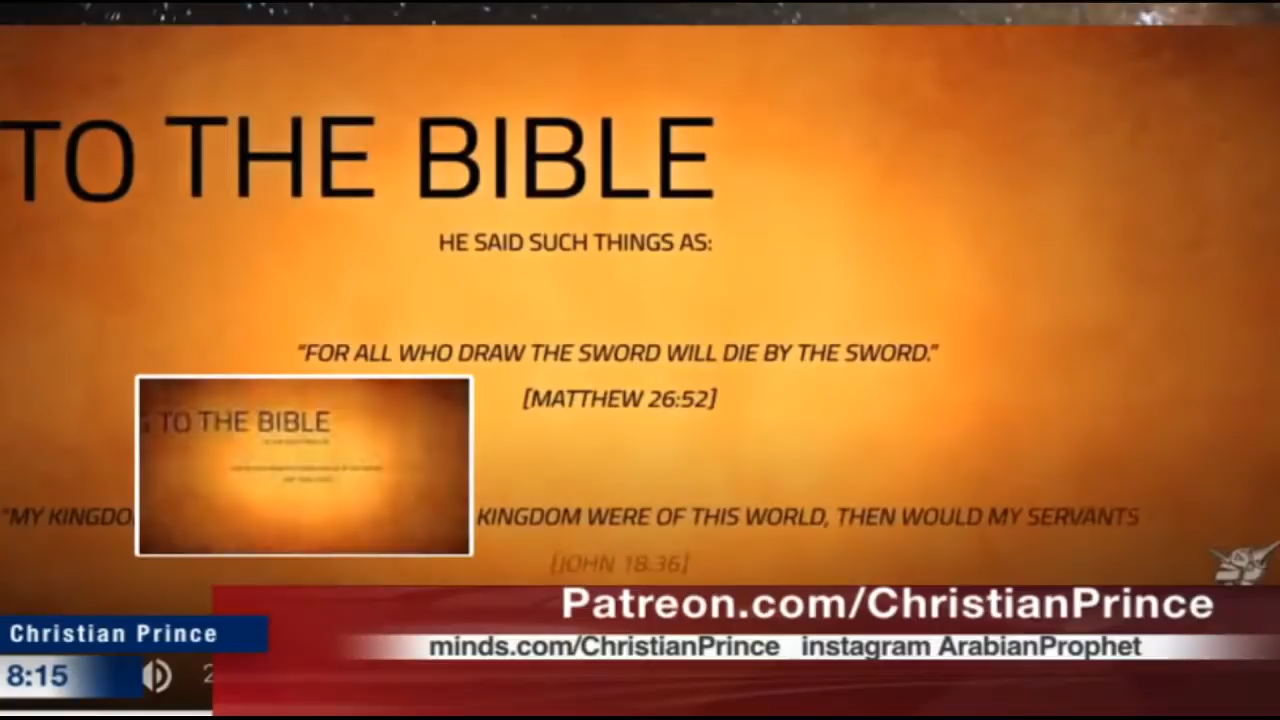 TO THE BIBLE
HE SAID SUCH THINGS AS:
"FOR ALL WHO DRAW THE SWORD WILL DIE BY THE SWORD."
[MATTHEW 26:52]
TO THE BIBLE
"MY KINGDO
KINGDOM WERE OF THIS WORLD, THEN WOULD MY SERVANTS
[JOHN 18.36]
Patreon.com/ChristianPrince
Christian Prince
minds.com/ChristianPrince instagram ArabianProphet
8:15
2